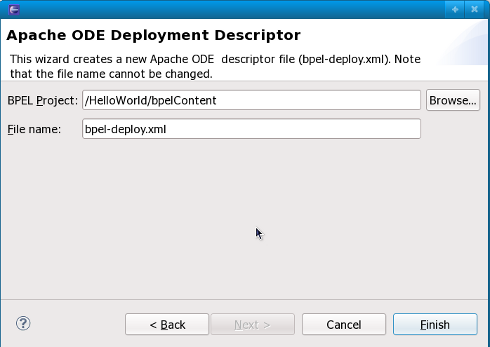 Apache ODE Deployment Descriptor
This wizard creates a new Apache ODE  descriptor file (bpel-deploy.xml). Note
that the file name cannot be changed.
BPEL Project: /HelloWorld/bpelContent Browse...
File name: bpel-deploy.xml
? < Back Next > Cancel Finish